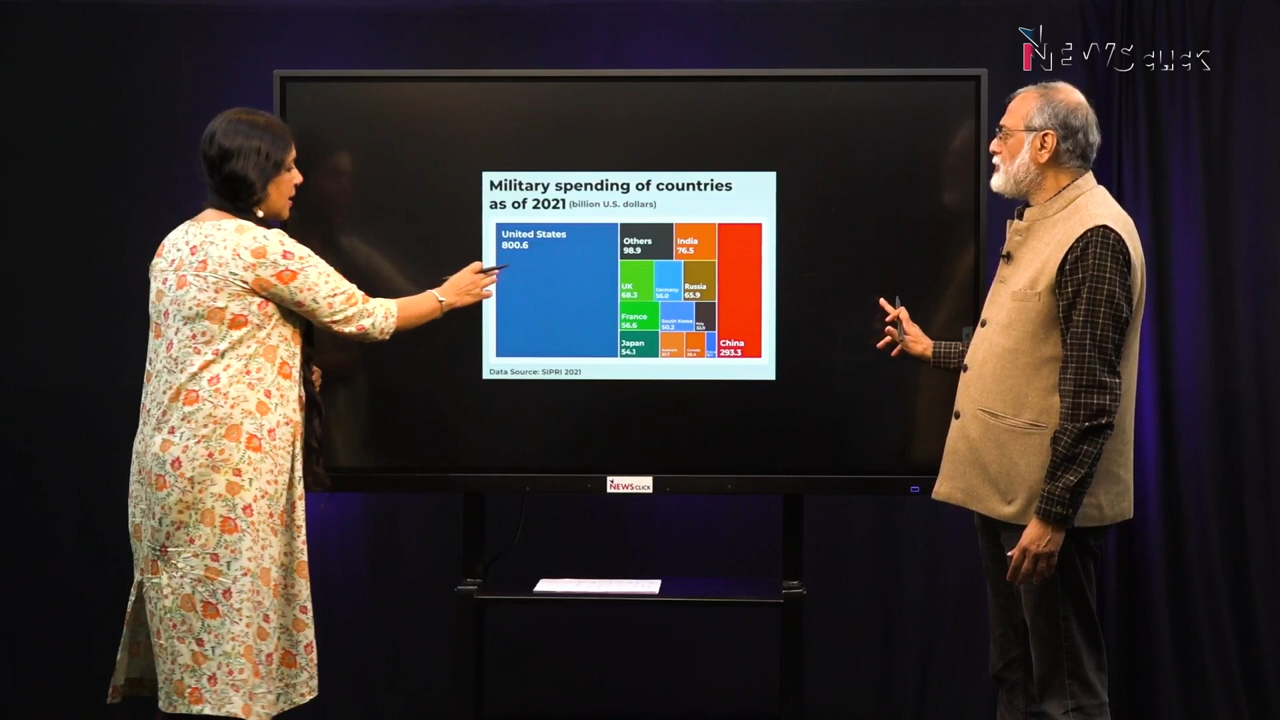 NEWSCLICK
Military spending of countries
as of 2021 (billion U.S. dollars)
United States
800.6
Others
98.9
India
76.5
UK
68.3
Germany
56.0
Russia
65.9
France
56.6
South Korea
50.2
Japan
54.1
China
293.3
Data Source: SIPRI 2021
NEWSCLICK